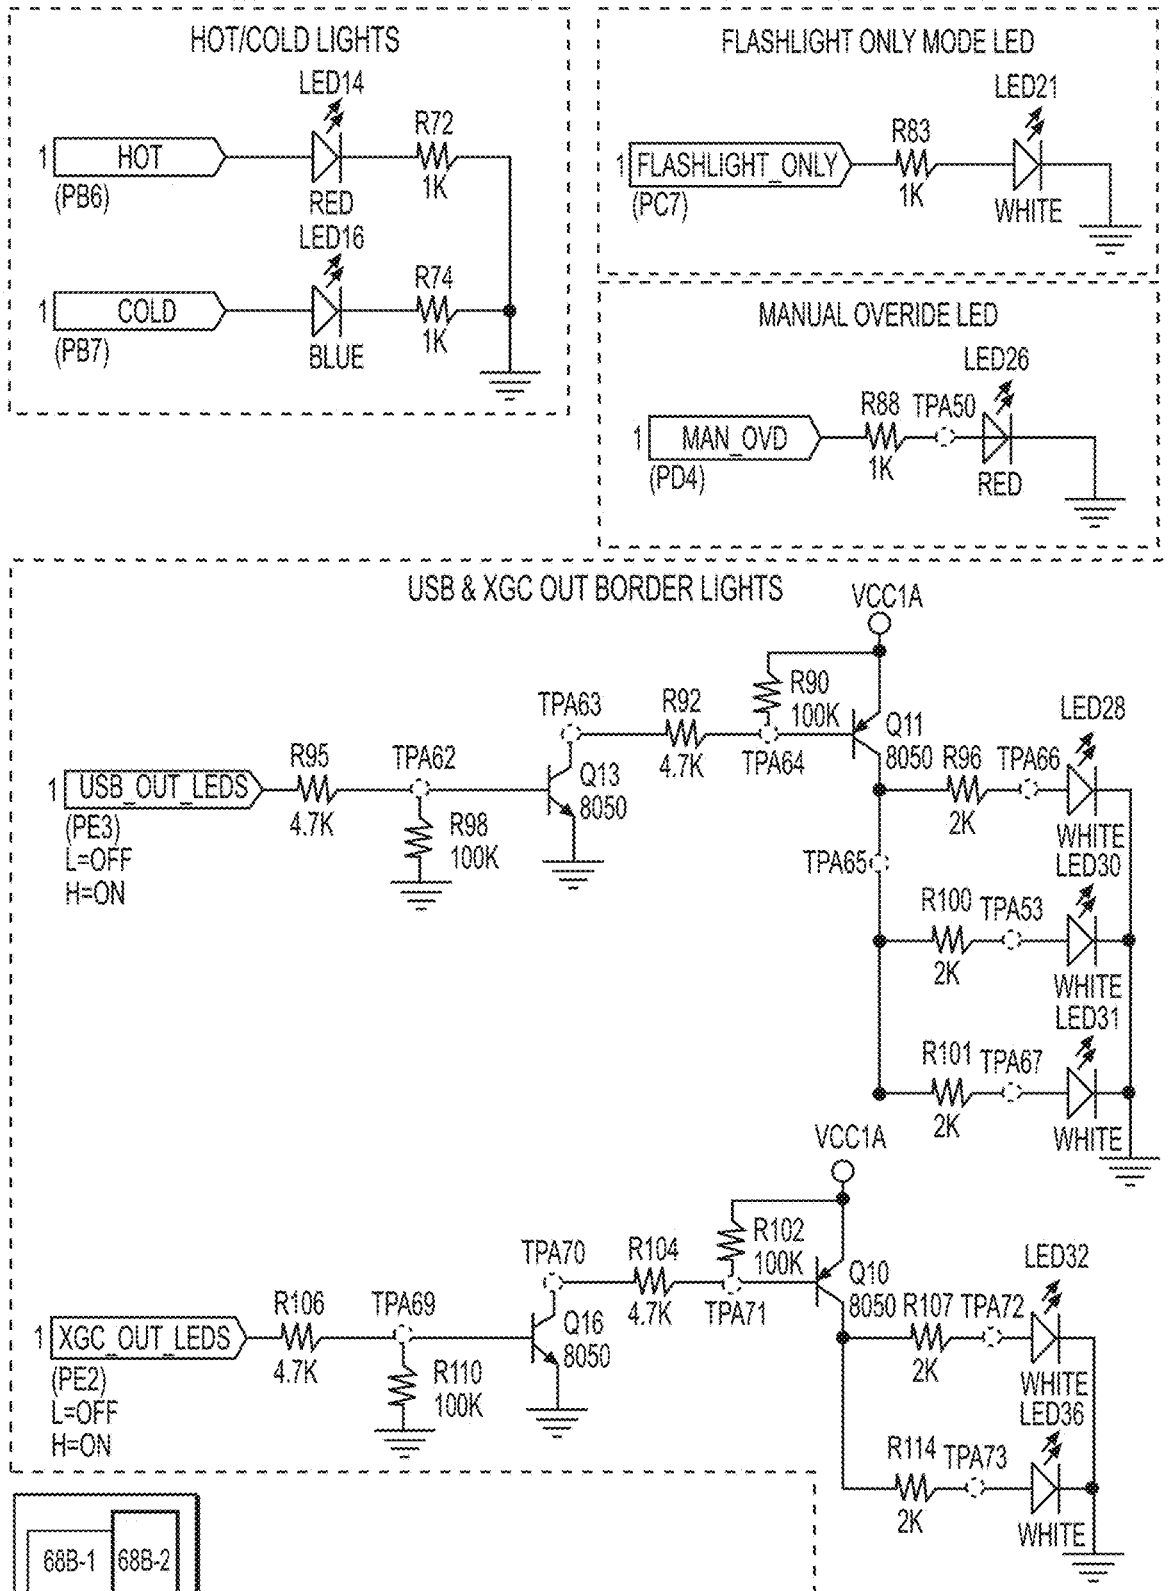 HOT/COLD LIGHTS
LED14
R72
1
HOT
(PB6)
RED
1K
LED16
R74
1
COLD
(PB7)
BLUE
1K
FLASHLIGHT ONLY MODE LED
LED21
R83
1
FLASHLIGHT_ONLY
(PC7)
1K
WHITE
MANUAL OVERIDE LED
LED26
R88
TPA50
1
MAN_OVD
(PD4)
1K
RED
USB & XGC OUT BORDER LIGHTS
VCC1A
R90
100K
TPA63
R92
4.7K
TPA64
Q11
8050
LED28
R95
4.7K
TPA62
Q13
8050
R96
2K
TPA66
1
USB_OUT_LEDS
(PE3)
L=OFF
H=ON
R98
100K
WHITE
LED30
TPA65
R100
2K
TPA53
WHITE
LED31
R101
2K
TPA67
WHITE
VCC1A
R102
100K
TPA70
R104
4.7K
TPA71
Q10
8050
LED32
R106
4.7K
TPA69
Q16
8050
R107
2K
TPA72
1
XGC_OUT_LEDS
(PE2)
L=OFF
H=ON
R110
100K
WHITE
LED36
R114
2K
TPA73
WHITE
68B-1
68B-2